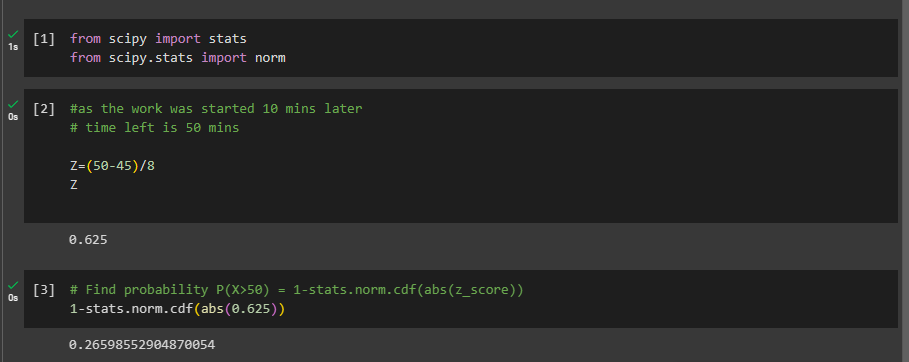 [1] from scipy import stats
1s
from scipy.stats import norm
[2] #as the work was started 10 mins later
0s
# time left is 50 mins
Z=(50-45)/8
Z
0.625
[3] # Find probability P(X>50) = 1-stats.norm.cdf(abs(z_score))
0s
1-stats.norm.cdf(abs(0.625))
0.26598552904870054